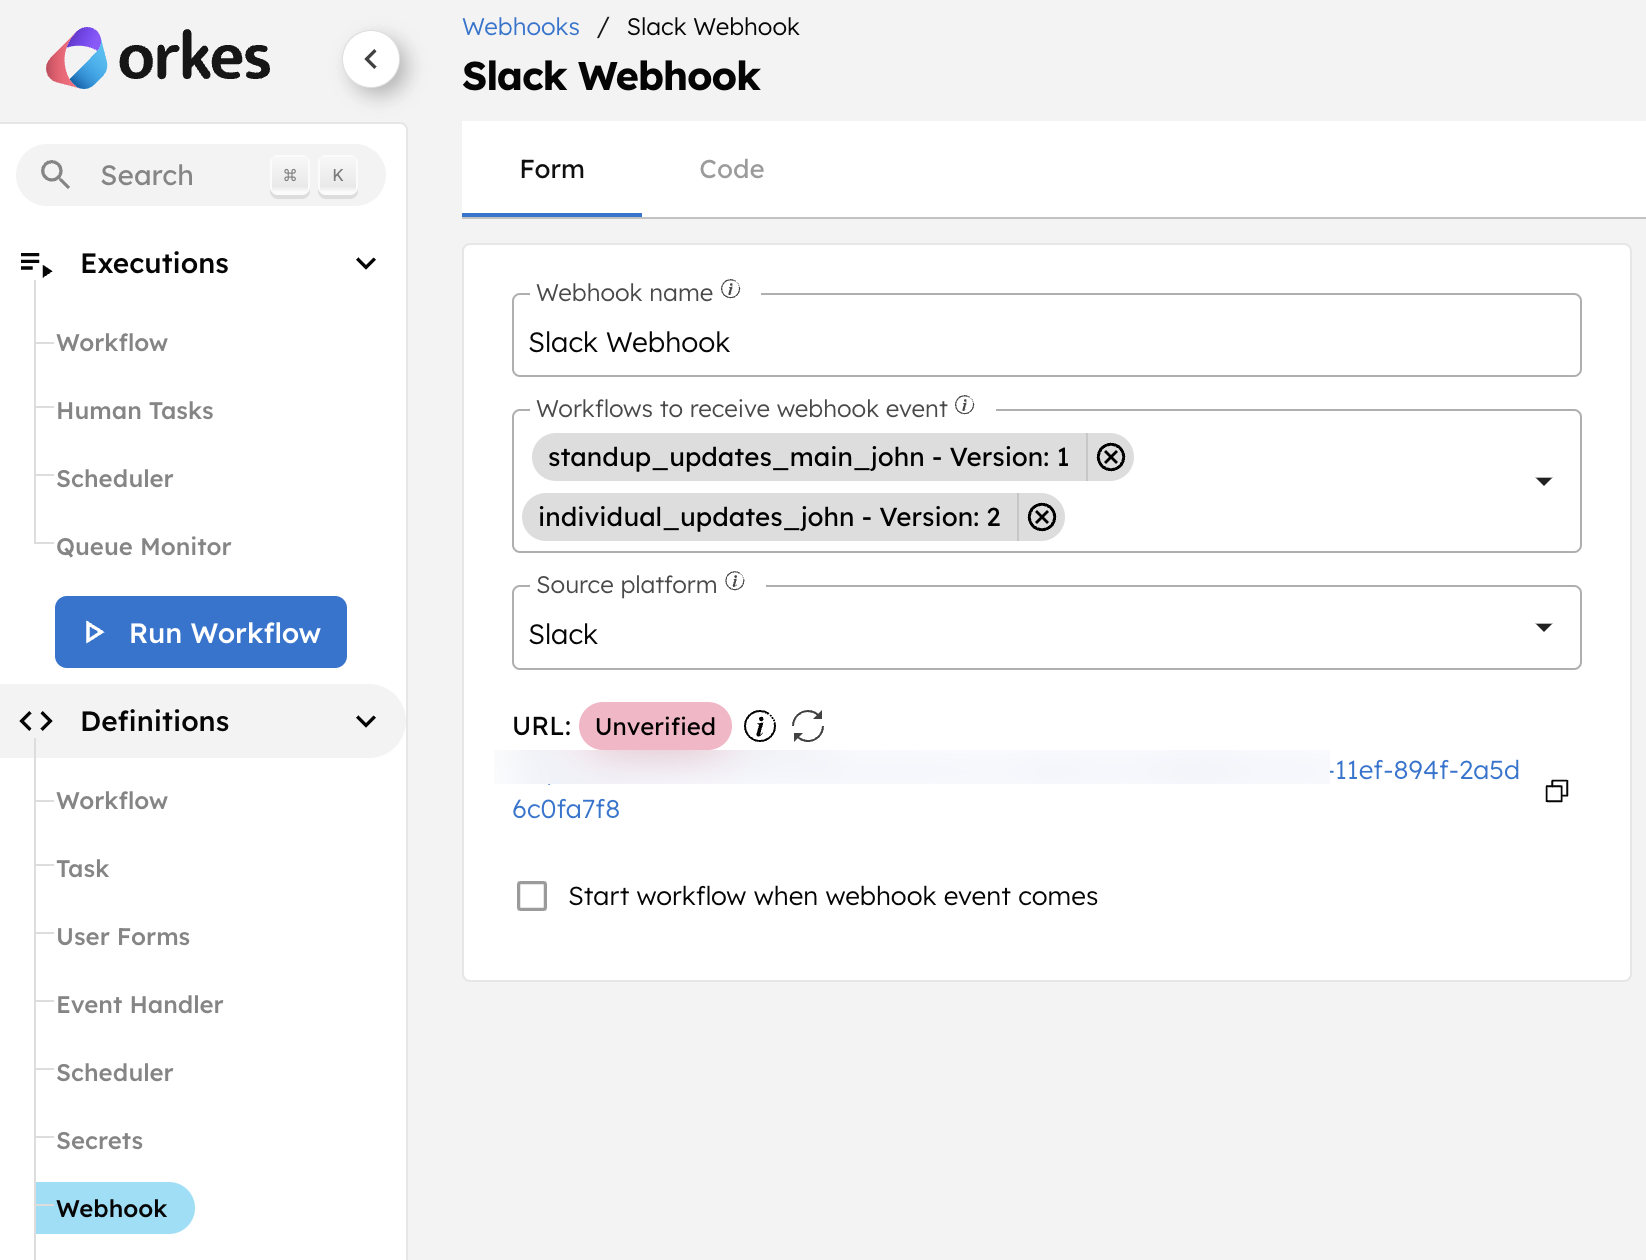 orkes
Search ⌘ K
Executions
Workflow
Human Tasks
Scheduler
Queue Monitor
Run Workflow
Definitions
Workflow
Task
User Forms
Event Handler
Scheduler
Secrets
Webhook
Webhooks / Slack Webhook
Slack Webhook
Form Code
Webhook name
Slack Webhook
Workflows to receive webhook event
standup_updates_main_john - Version: 1
individual_updates_john - Version: 2
Source platform
Slack
URL: Unverified
-11ef-894f-2a5d
6c0fa7f8
Start workflow when webhook event comes